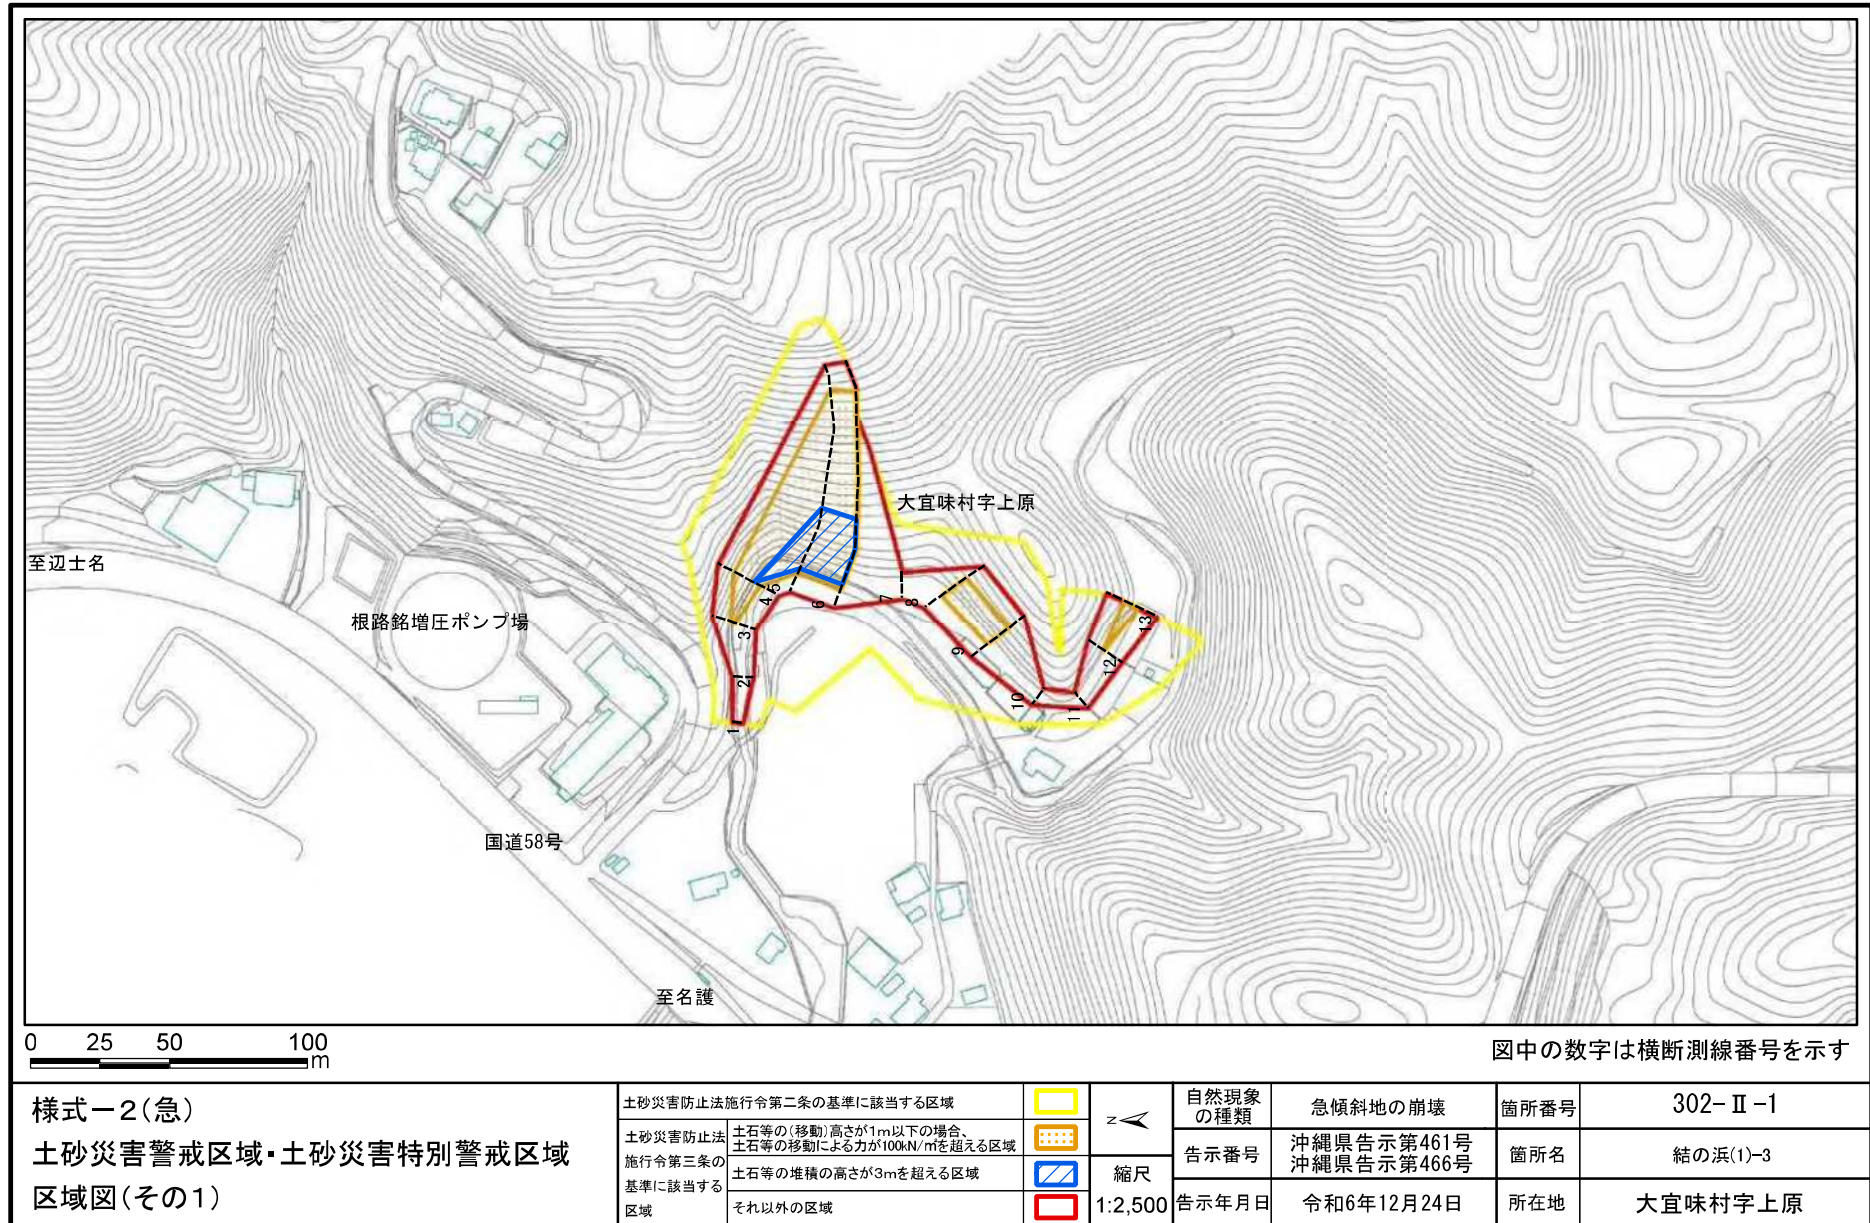 大宜味村字上原
至辺士名
根路銘増圧ポンプ場
国道58号
至名護
1
2
3
4
5
6
7
8
9
10
11
12
13
0 25 50 100
m
図中の数字は横断測線番号を示す
様式－2(急)
土砂災害警戒区域・土砂災害特別警戒区域
区域図(その1)
土砂災害防止法施行令第二条の基準に該当する区域
土砂災害防止法
施行令第三条の
基準に該当する
区域
土石等の(移動)高さが1m以下の場合、
土石等の移動による力が100kN/㎡を超える区域
土石等の堆積の高さが3mを超える区域
それ以外の区域
N
縮尺
1:2,500
自然現象
の種類
急傾斜地の崩壊
箇所番号
302-Ⅱ-1
告示番号
沖縄県告示第461号
沖縄県告示第466号
箇所名
結の浜(1)-3
告示年月日
令和6年12月24日
所在地
大宜味村字上原